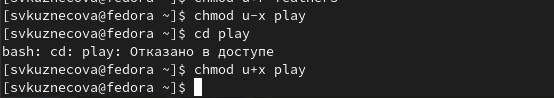 [svkuznecova@fedora ~]$ chmod u-x play
[svkuznecova@fedora ~]$ cd play
bash: cd: play: Отказано в доступе
[svkuznecova@fedora ~]$ chmod u+x play
[svkuznecova@fedora ~]$